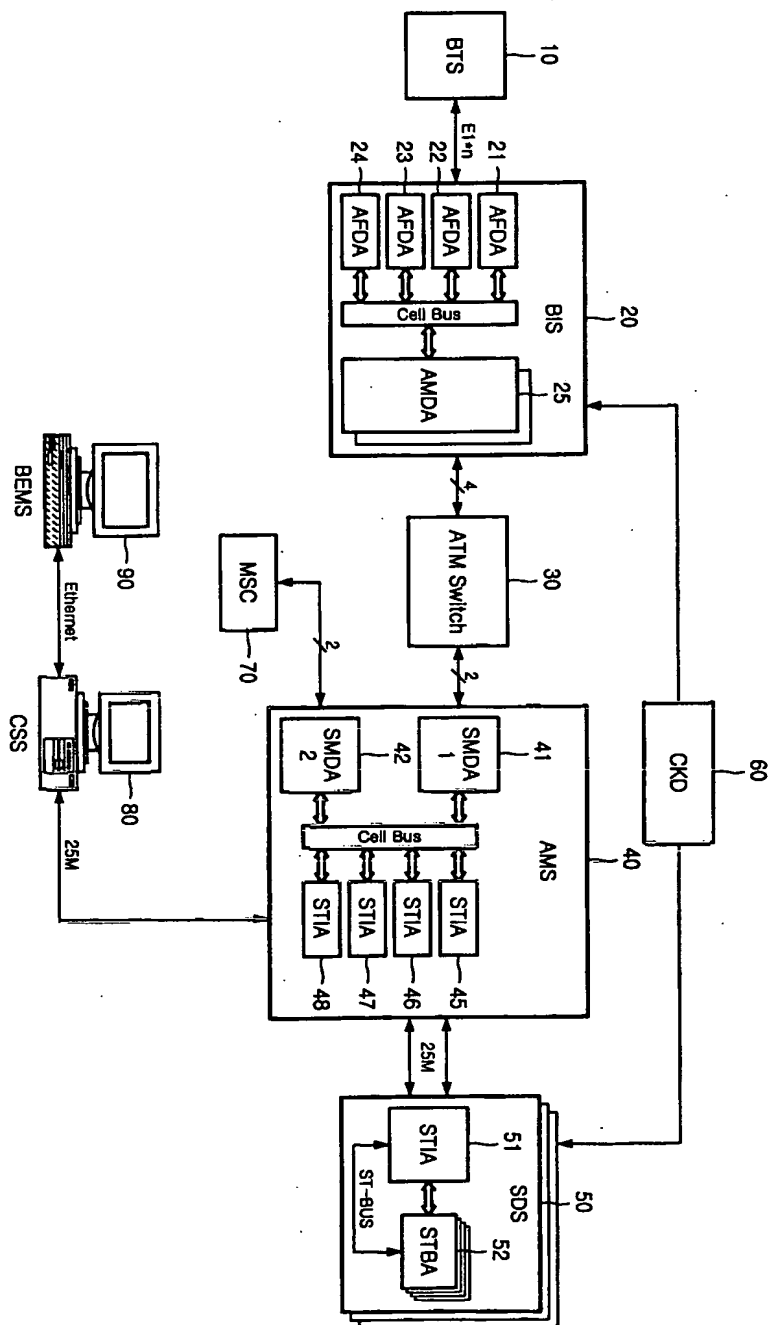 10
BTS
E1*n
21
22
23
24
AFDA
AFDA
AFDA
AFDA
Cell Bus
BIS
20
AMDA
25
4
ATM Switch
30
2
CKD
60
MSC
70
2
SMDA
1
41
SMDA
2
42
Cell Bus
AMS
40
STIA
STIA
STIA
STIA
45
46
47
48
25M
SDS
50
STIA
51
ST-BUS
STBA
52
BEMS
90
Ethernet
CSS
80
25M